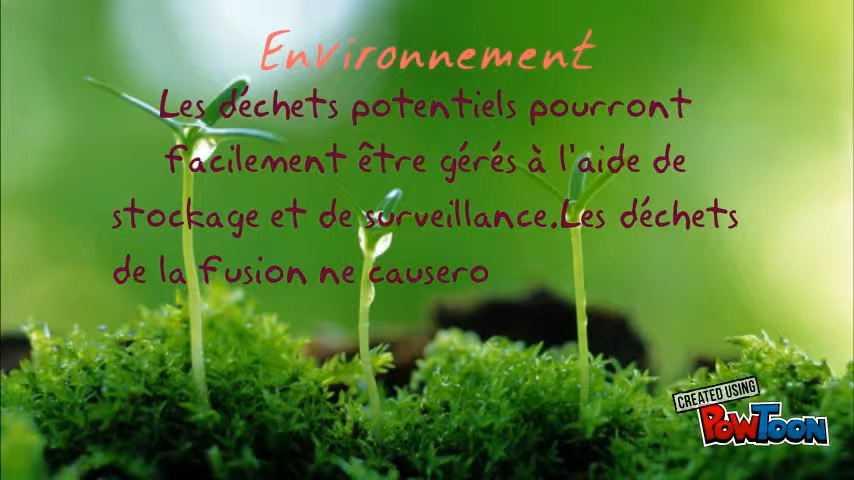 Environnement
Les déchets potentiels pourront
facilement être gérés à l'aide de
stockage et de surveillance.Les déchets
de la fusion ne causero
CREATED USING
POWTOON